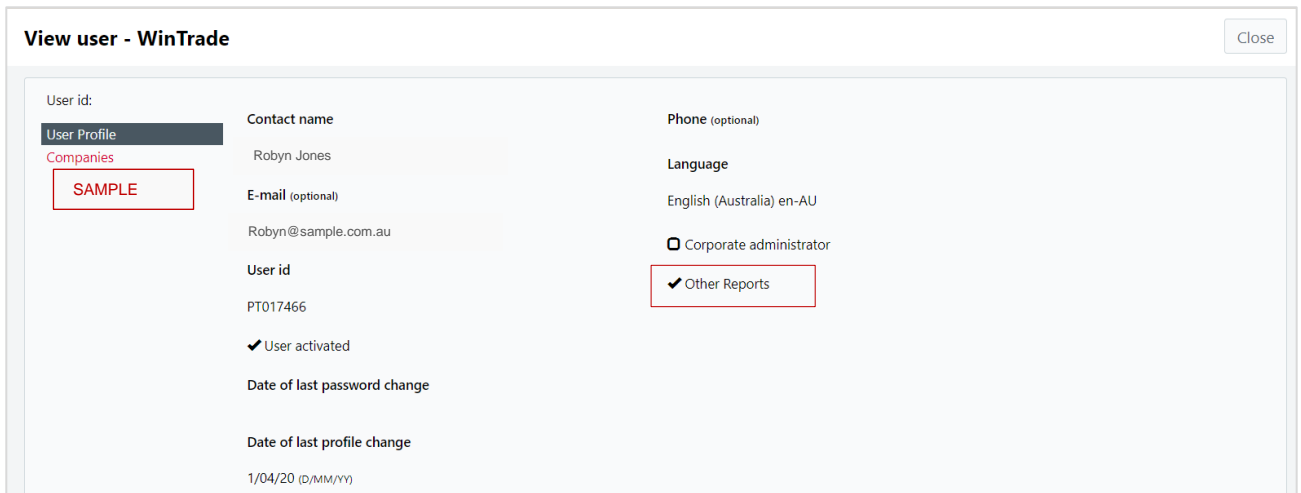 View user - WinTrade
Close
User id:
User Profile
Companies
SAMPLE
Contact name
Robyn Jones
E-mail (optional)
Robyn@sample.com.au
User id
PT017466
User activated
Date of last password change
Date of last profile change
1/04/20 (D/MM/YY)
Phone (optional)
Language
English (Australia) en-AU
Corporate administrator
Other Reports